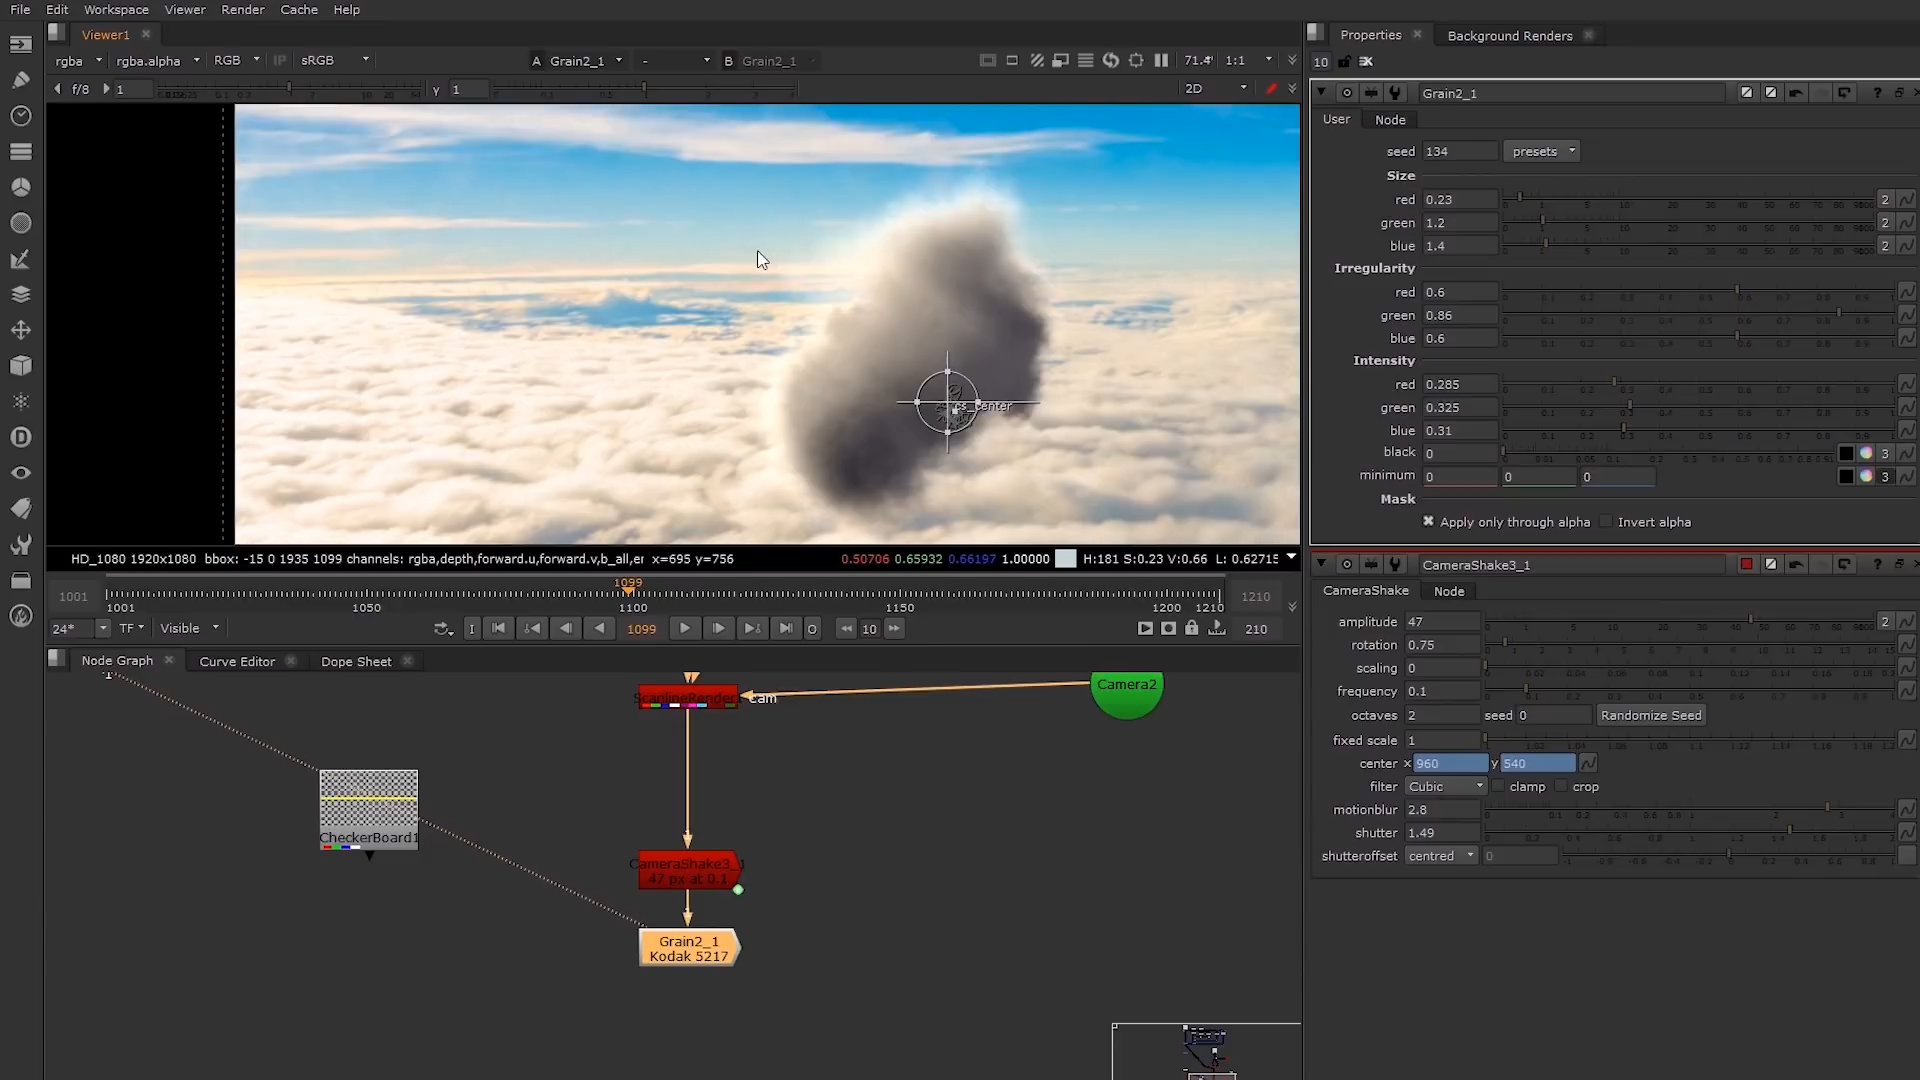 File Edit Workspace Viewer Render Cache Help
Viewer1
Properties
Background Renders
rgba
rgba.alpha
RGB
IP
sRGB
A Grain2_1
-
B Grain2_1
1:1
10
f/8
1
γ
1
2D
Grain2_1
User
Node
seed 134 presets
Size
red 0.23 2
green 1.2 2
blue 1.4 2
Irregularity
red 0.6
green 0.86
blue 0.6
Intensity
red 0.285
green 0.325
blue 0.31
black 0 3
minimum 0 0 0 3
Mask
Apply only through alpha
Invert alpha
cs_center
HD_1080 1920x1080 bbox: -15 0 1935 1099 channels: rgba,depth,forward.u,forward.v,b_all,er x=695 y=756 0.50706 0.65932 0.66197 1.00000 H:181 S:0.23 V:0.66 L: 0.62715
1099
1001
1001 1050 1100 1150 1200 1210
1210
24* TF Visible I 1099 O 10 210
CameraShake3_1
CameraShake
Node
amplitude 47 2
rotation 0.75
scaling 0
frequency 0.1
octaves 2 seed 0 Randomize Seed
fixed scale 1
center x 960 y 540
filter Cubic clamp crop
motionblur 2.8
shutter 1.49
shutteroffset centred 0
Node Graph
Curve Editor
Dope Sheet
1
cam
Camera2
CheckerBoard1
CameraShake3_1
47 px at 0.1
Grain2_1
Kodak 5217